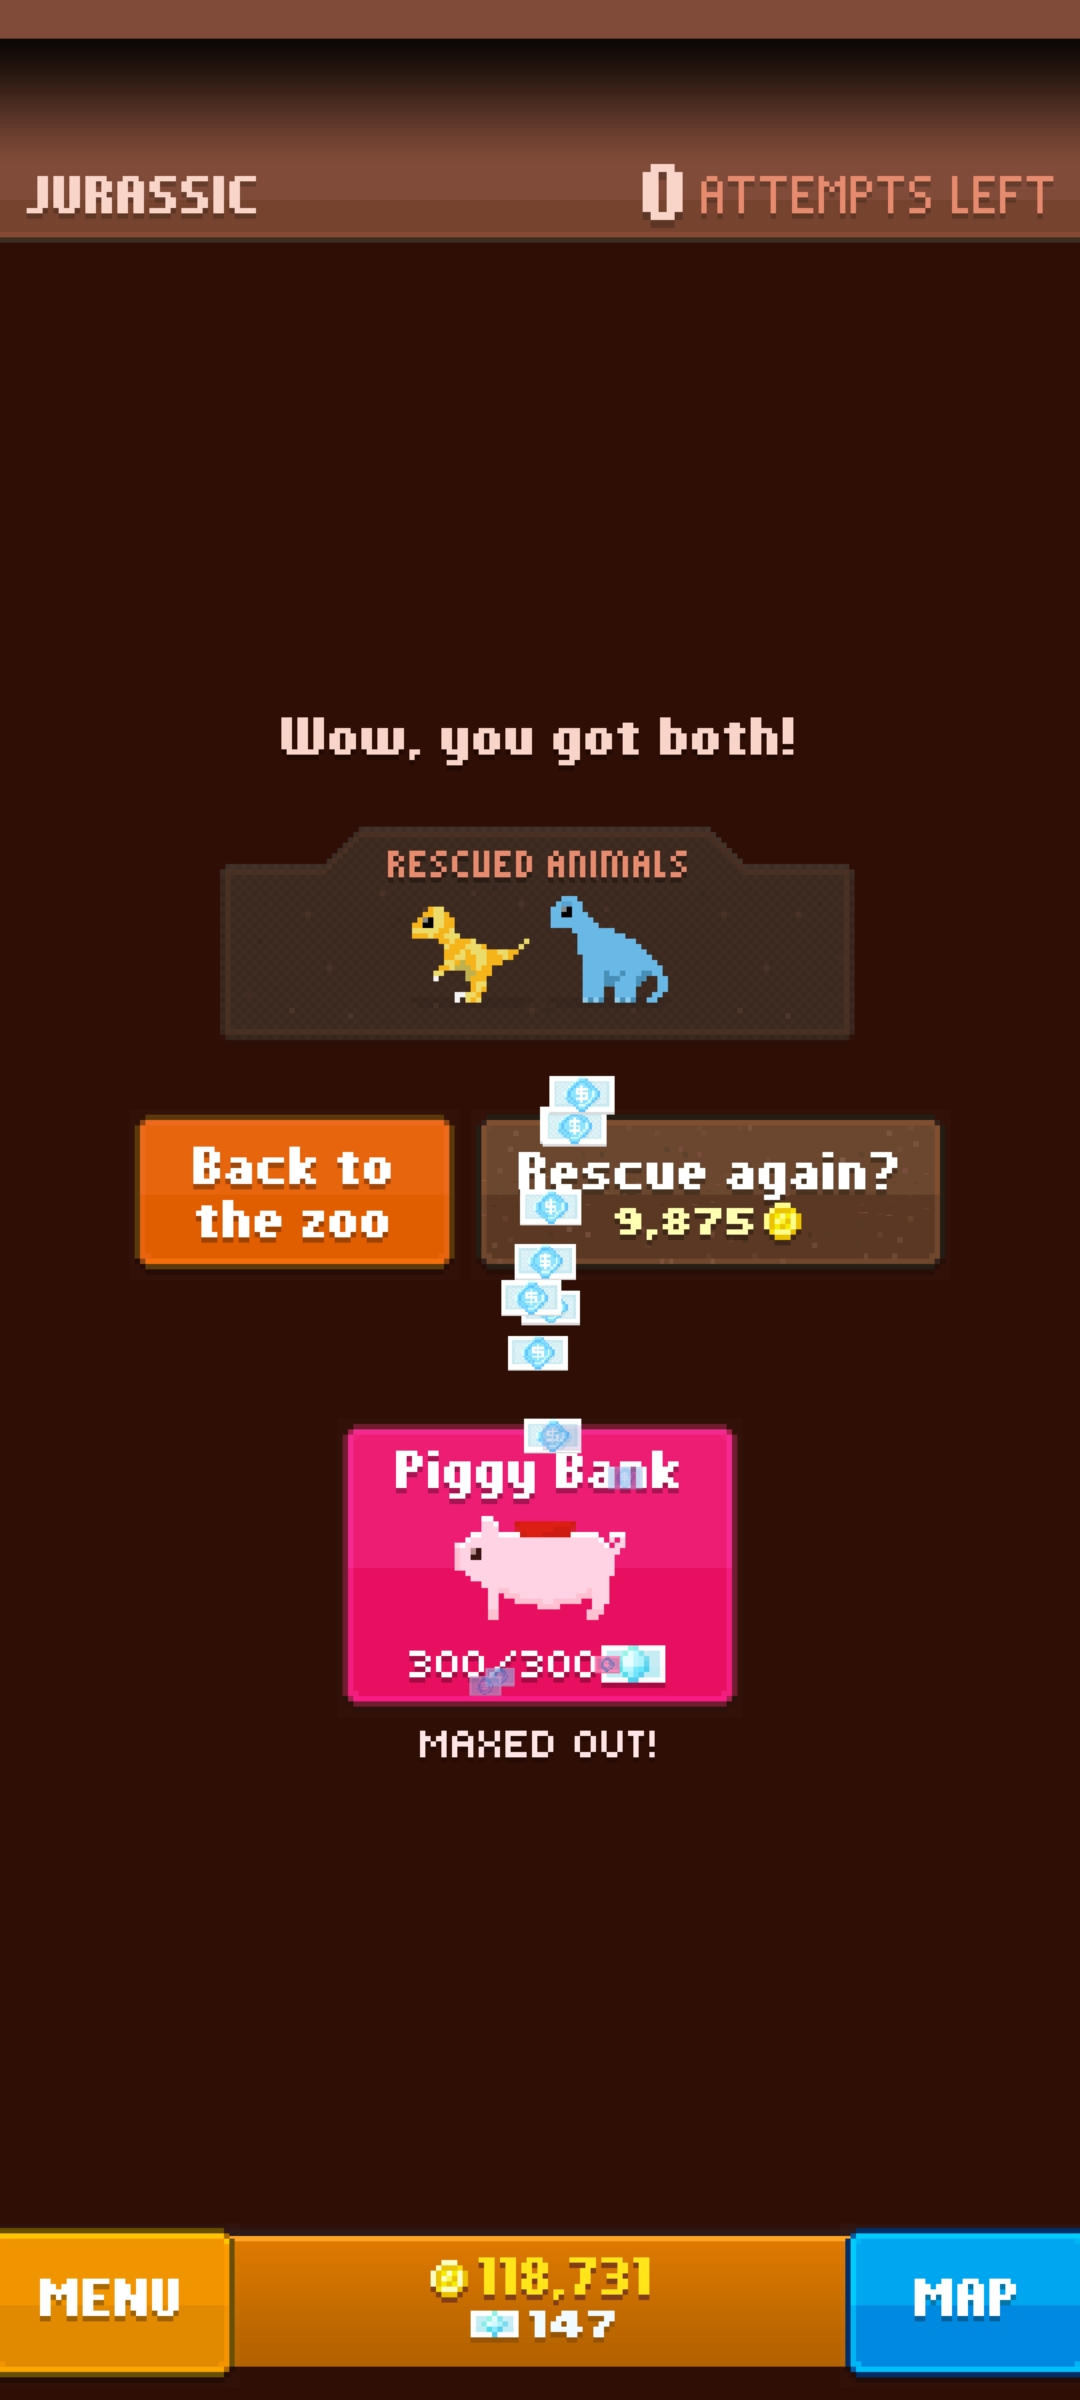 JURASSIC
0 ATTEMPTS LEFT
Wow, you got both!
RESCUED ANIMALS
Back to
the zoo
Rescue again?
9,875
Piggy Bank
300/300
MAXED OUT!
MENU
118,731
147
MAP